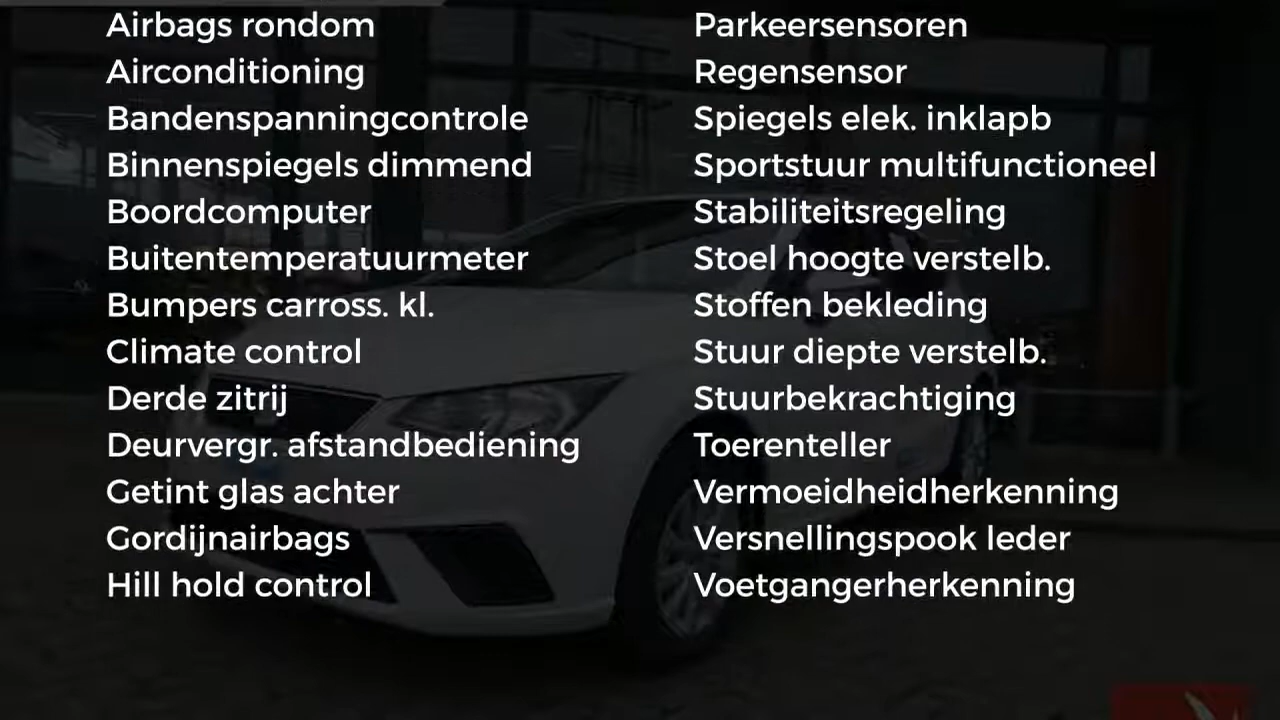 Airbags rondom
Airconditioning
Bandenspanningcontrole
Binnenspiegels dimmend
Boordcomputer
Buitentemperatuurmeter
Bumpers carross. kl.
Climate control
Derde zitrij
Deurvergr. afstandbediening
Getint glas achter
Gordijnairbags
Hill hold control
Parkeersensoren
Regensensor
Spiegels elek. inklapb
Sportstuur multifunctioneel
Stabiliteitsregeling
Stoel hoogte verstelb.
Stoffen bekleding
Stuur diepte verstelb.
Stuurbekrachtiging
Toerenteller
Vermoeidheidherkenning
Versnellingspook leder
Voetgangerherkenning